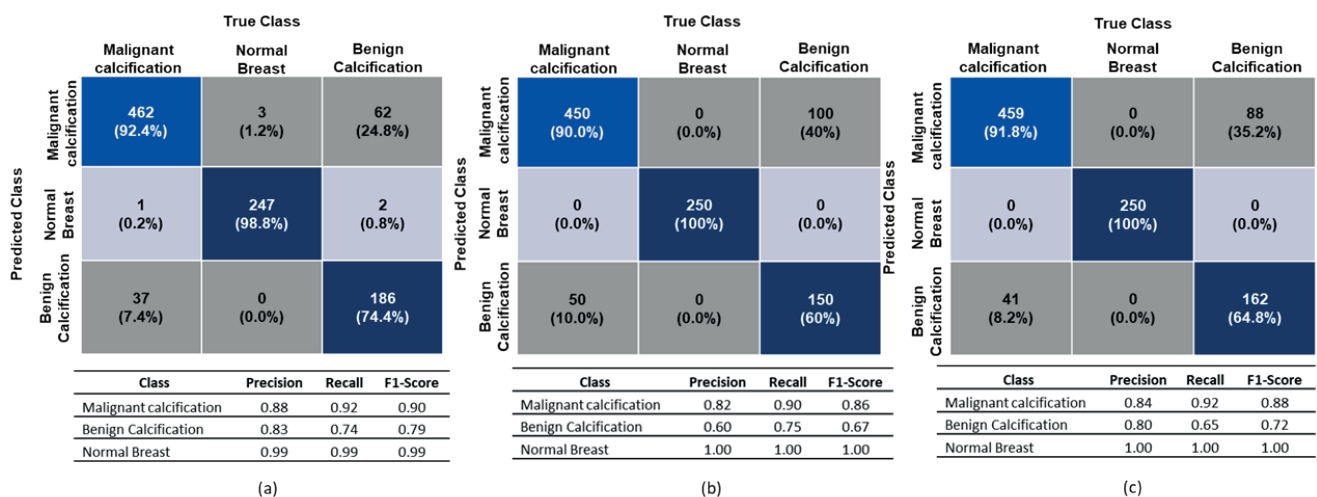 True Class
Malignant calcification
Normal Breast
Benign Calcification
Predicted Class
Malignant calcification
462 (92.4%)
3 (1.2%)
62 (24.8%)
Normal Breast
1 (0.2%)
247 (98.8%)
2 (0.8%)
Benign Calcification
37 (7.4%)
0 (0.0%)
186 (74.4%)
Class Precision Recall F1-Score
Malignant calcification 0.88 0.92 0.90
Benign Calcification 0.83 0.74 0.79
Normal Breast 0.99 0.99 0.99
(a)
True Class
Malignant calcification
Normal Breast
Benign Calcification
Predicted Class
Malignant calcification
450 (90.0%)
0 (0.0%)
100 (40%)
Normal Breast
0 (0.0%)
250 (100%)
0 (0.0%)
Benign Calcification
50 (10.0%)
0 (0.0%)
150 (60%)
Class Precision Recall F1-Score
Malignant calcification 0.82 0.90 0.86
Benign Calcification 0.60 0.75 0.67
Normal Breast 1.00 1.00 1.00
(b)
True Class
Malignant calcification
Normal Breast
Benign Calcification
Predicted Class
Malignant calcification
459 (91.8%)
0 (0.0%)
88 (35.2%)
Normal Breast
0 (0.0%)
250 (100%)
0 (0.0%)
Benign Calcification
41 (8.2%)
0 (0.0%)
162 (64.8%)
Class Precision Recall F1-Score
Malignant calcification 0.84 0.92 0.88
Benign Calcification 0.80 0.65 0.72
Normal Breast 1.00 1.00 1.00
(c)